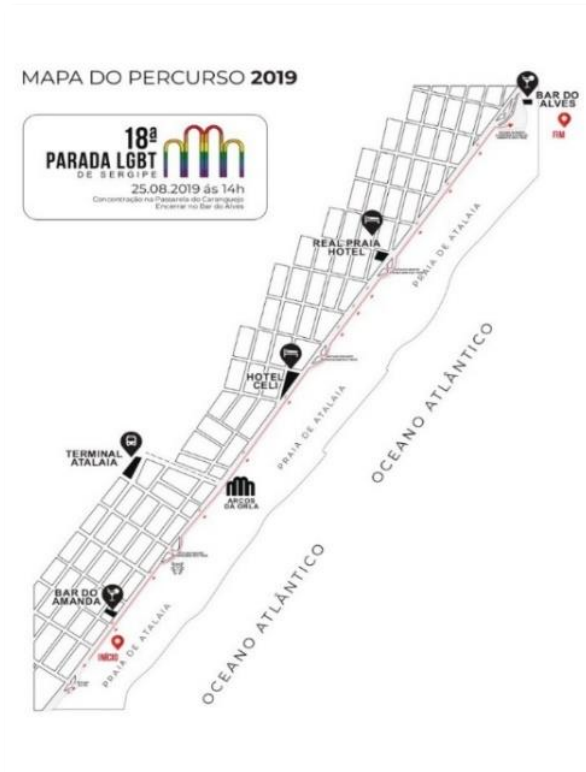 MAPA DO PERCURSO 2019
18ª
PARADA LGBT
DE SERGIPE
25.08.2019 ás 14h
Concentração na Passarela do Caranguejo
Encerrar no Bar do Alves
BAR DO
ALVES
FIM
REAL PRAIA
HOTEL
PRAIA DE ATALAIA
HOTEL
CELI
OCEANO ATLÂNTICO
PRAIA DE ATALAIA
TERMINAL
ATALAIA
ARCOS
DA ORLA
BAR DO
AMANDA
OCEANO ATLÂNTICO
INÍCIO
PRAIA DE ATALAIA